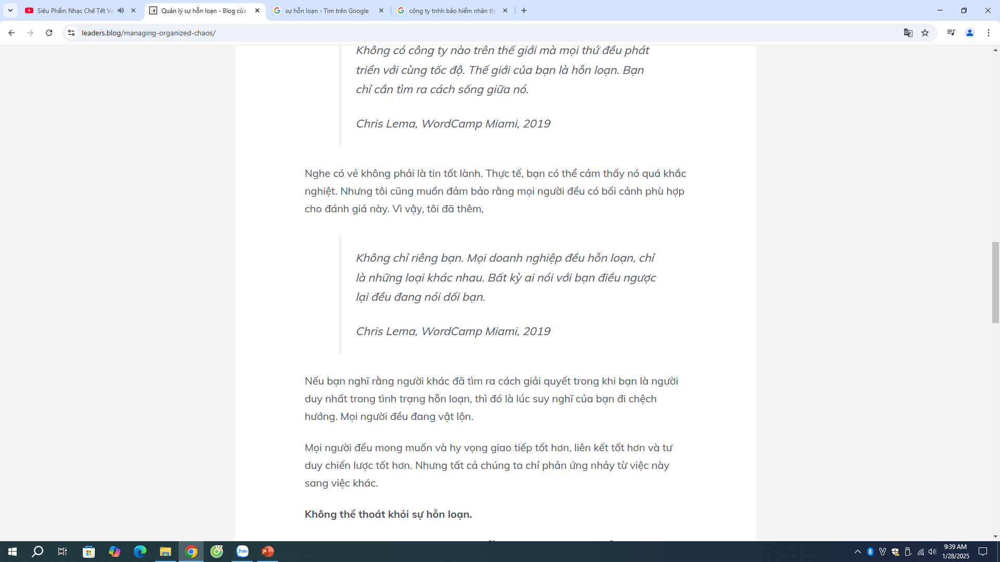 Siêu Phẩm Nhạc Chế Tết Và
Quản lý sự hỗn loạn - Blog của
sự hỗn loạn - Tìm trên Google
công ty tnhh bảo hiểm nhân thọ
leaders.blog/managing-organized-chaos/
Không có công ty nào trên thế giới mà mọi thứ đều phát
triển với cùng tốc độ. Thế giới của bạn là hỗn loạn. Bạn
chỉ cần tìm ra cách sống giữa nó.
Chris Lema, WordCamp Miami, 2019
Nghe có vẻ không phải là tin tốt lành. Thực tế, bạn có thể cảm thấy nó quá khắc
nghiệt. Nhưng tôi cũng muốn đảm bảo rằng mọi người đều có bối cảnh phù hợp
cho đánh giá này. Vì vậy, tôi đã thêm,
Không chỉ riêng bạn. Mọi doanh nghiệp đều hỗn loạn, chỉ
là những loại khác nhau. Bất kỳ ai nói với bạn điều ngược
lại đều đang nói dối bạn.
Chris Lema, WordCamp Miami, 2019
Nếu bạn nghĩ rằng người khác đã tìm ra cách giải quyết trong khi bạn là người
duy nhất trong tình trạng hỗn loạn, thì đó là lúc suy nghĩ của bạn đi chệch
hướng. Mọi người đều đang vật lộn.
Mọi người đều mong muốn và hy vọng giao tiếp tốt hơn, liên kết tốt hơn và tư
duy chiến lược tốt hơn. Nhưng tất cả chúng ta chỉ phản ứng nhảy từ việc này
sang việc khác.
Không thể thoát khỏi sự hỗn loạn.
Zalo
9:39 AM
1/28/2025